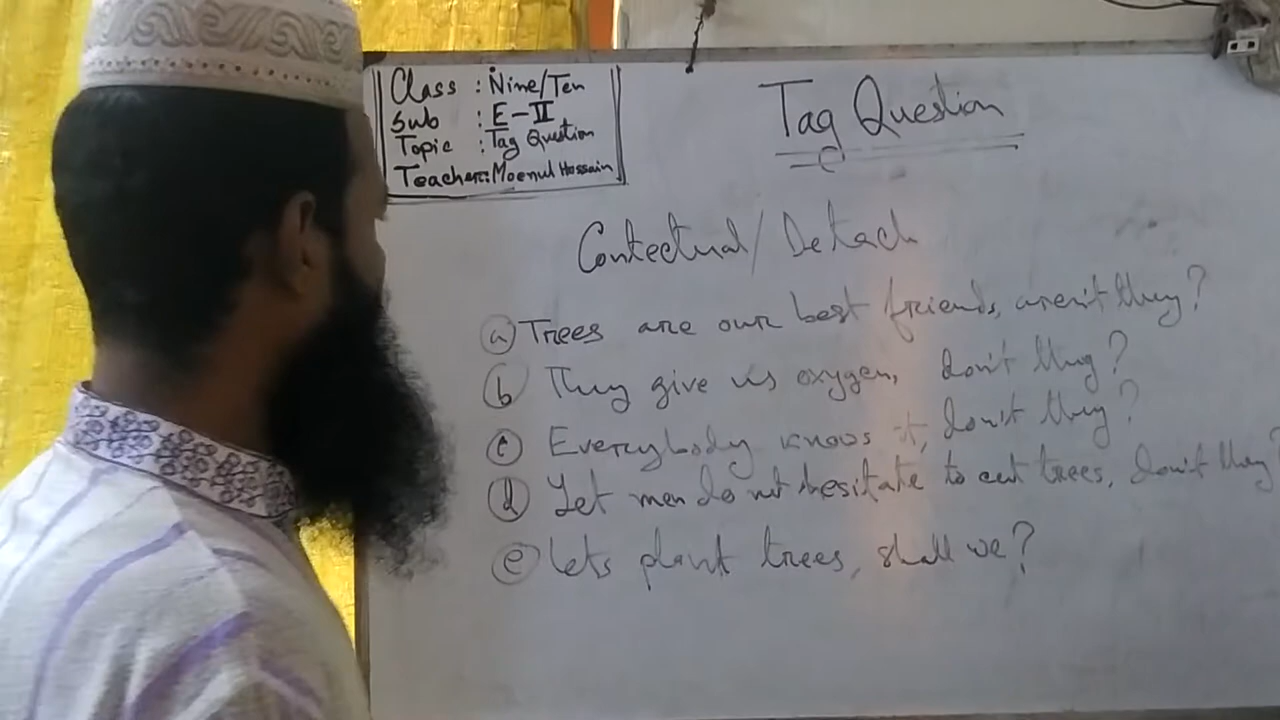 Class : Nine/Ten
Sub : E-II
Topic : Tag Question
Teacher: Moenul Hossain
Tag Question
Contectual/Detach
(a) Trees are our best friends, aren't they?
(b) They give us oxygen, don't they?
(c) Everybody knows it, don't they?
(d) Yet men do not hesitate to cut trees, don't they?
(e) Lets plant trees, shall we?